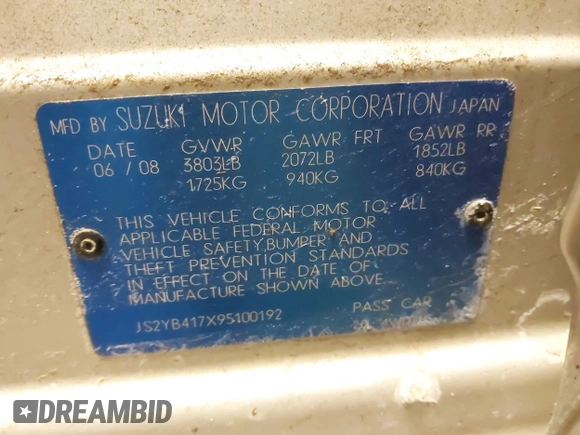 MFD BY SUZUKI MOTOR CORPORATION JAPAN
DATE GVWR GAWR FRT GAWR RR
06 / 08 3803LB 2072LB 1852LB
1725KG 940KG 840KG
THIS VEHICLE CONFORMS TO ALL
APPLICABLE FEDERAL MOTOR
VEHICLE SAFETY,BUMPER AND
THEFT PREVENTION STANDARDS
IN EFFECT ON THE DATE OF
MANUFACTURE SHOWN ABOVE
JS2YB417X95100192 PASS CAR
DREAMBID